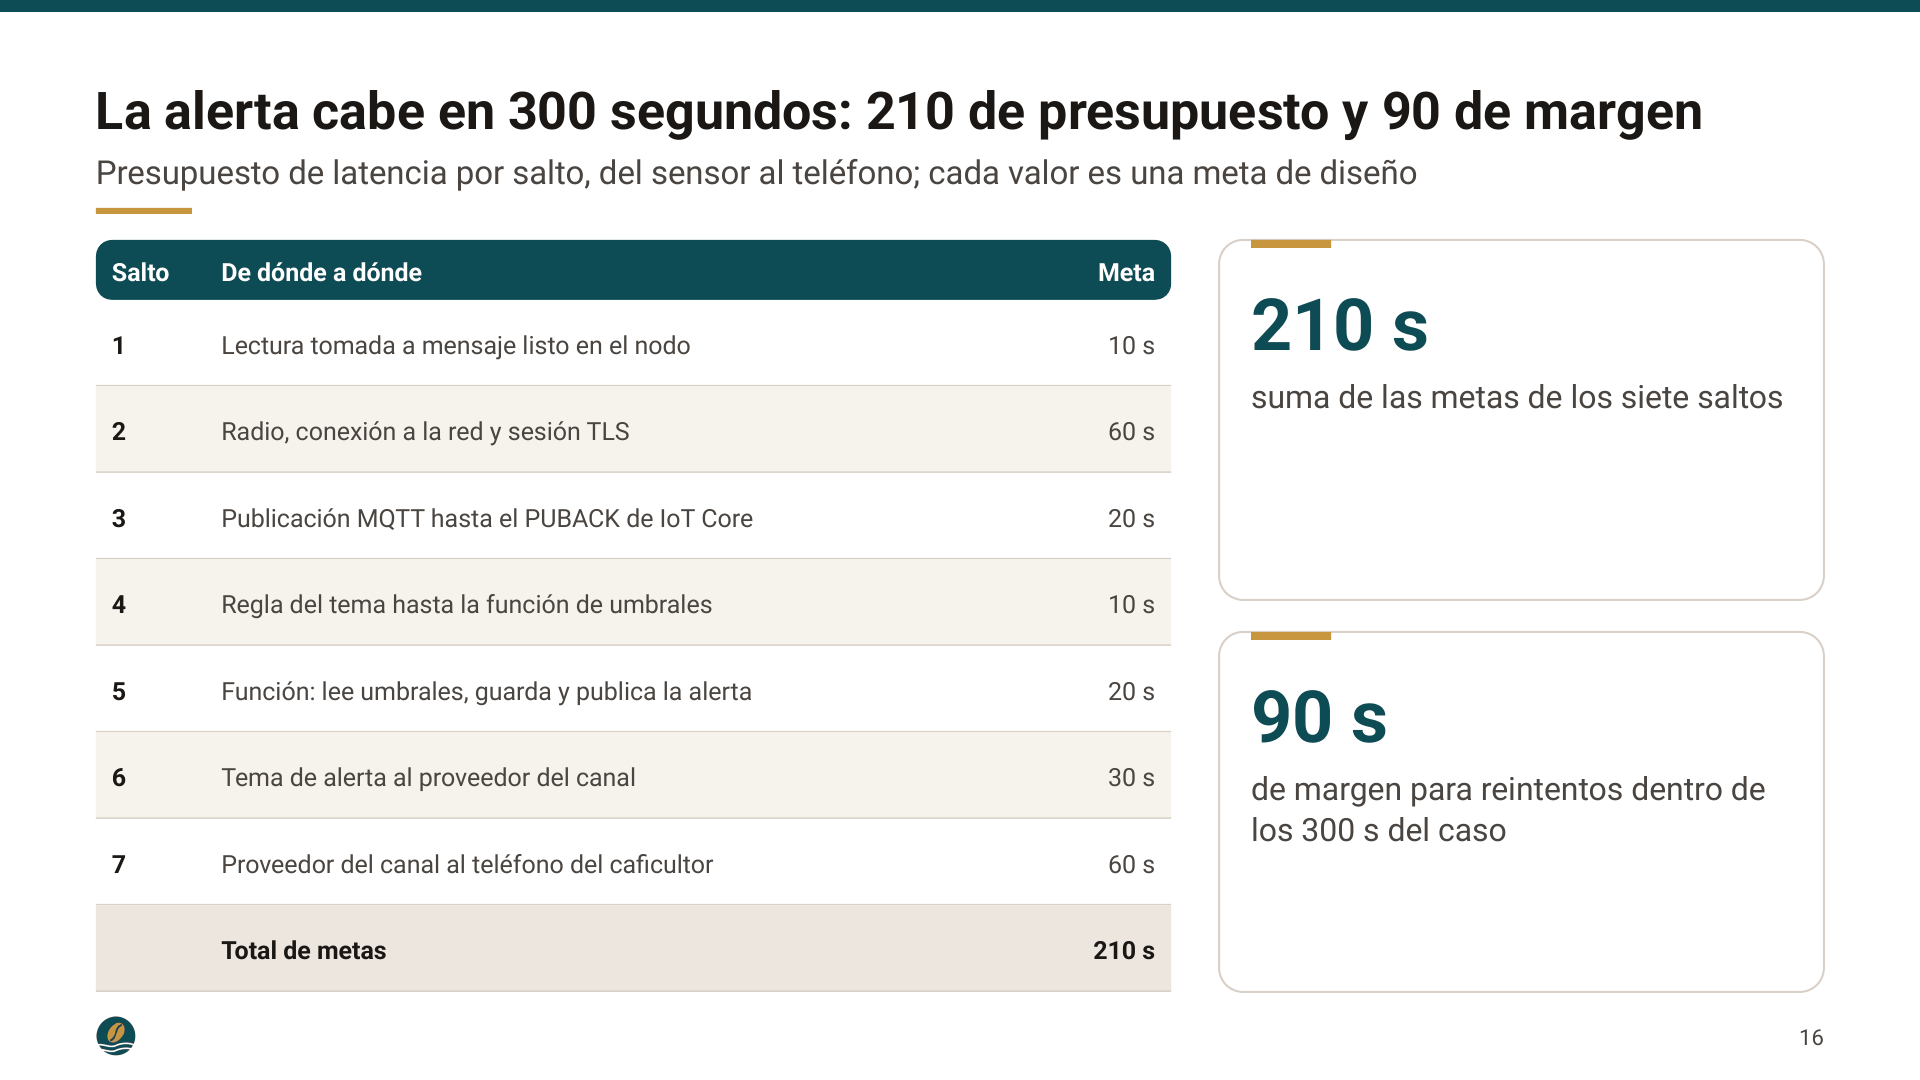 La alerta cabe en 300 segundos: 210 de presupuesto y 90 de margen
Presupuesto de latencia por salto, del sensor al teléfono; cada valor es una meta de diseño
Salto De dónde a dónde Meta
1 Lectura tomada a mensaje listo en el nodo 10 s
2 Radio, conexión a la red y sesión TLS 60 s
3 Publicación MQTT hasta el PUBACK de IoT Core 20 s
4 Regla del tema hasta la función de umbrales 10 s
5 Función: lee umbrales, guarda y publica la alerta 20 s
6 Tema de alerta al proveedor del canal 30 s
7 Proveedor del canal al teléfono del caficultor 60 s
Total de metas 210 s
210 s
suma de las metas de los siete saltos
90 s
de margen para reintentos dentro de
los 300 s del caso
16